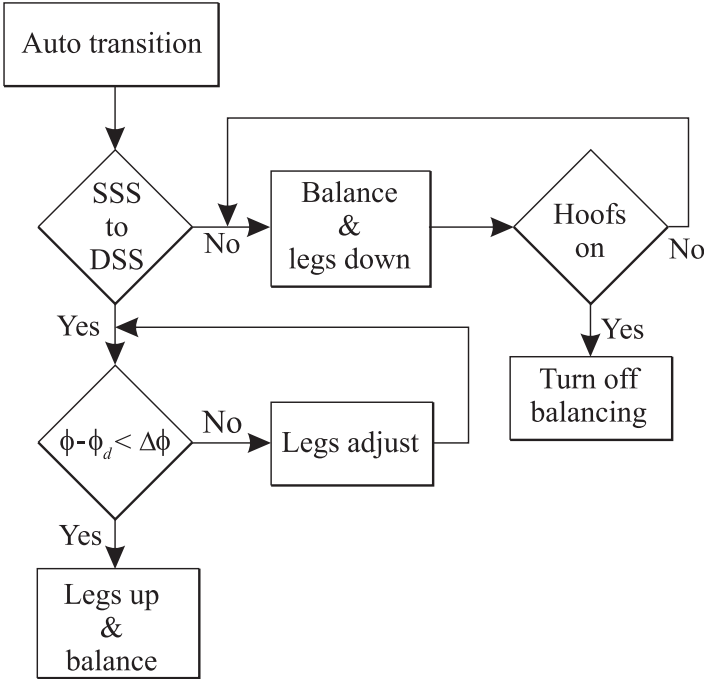 Auto transition
SSS
to
DSS
No
Balance
&
legs down
Hoofs
on
No
Yes
Turn off
balancing
Yes
ϕ-ϕd < Δϕ
No
Legs adjust
Yes
Legs up
&
balance